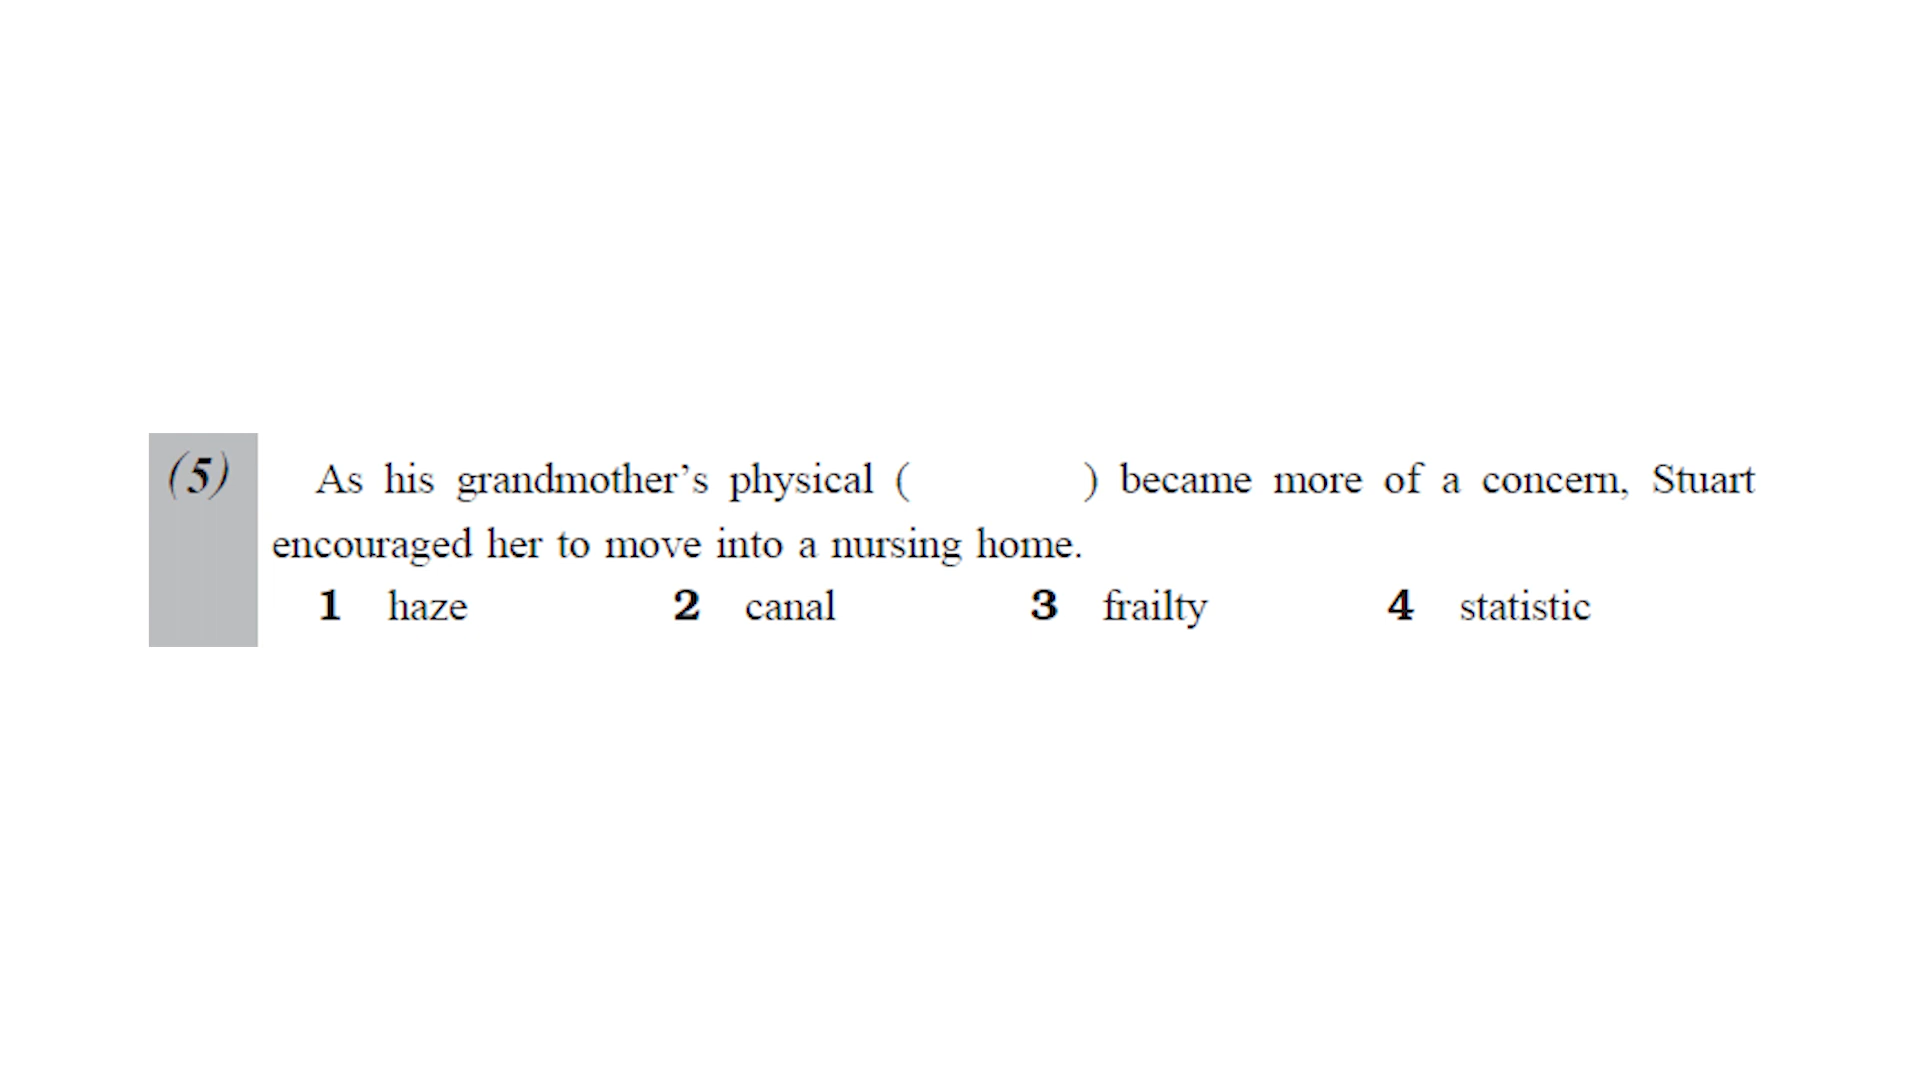 (5) As his grandmother’s physical ( ) became more of a concern, Stuart
encouraged her to move into a nursing home.
1 haze 2 canal 3 frailty 4 statistic